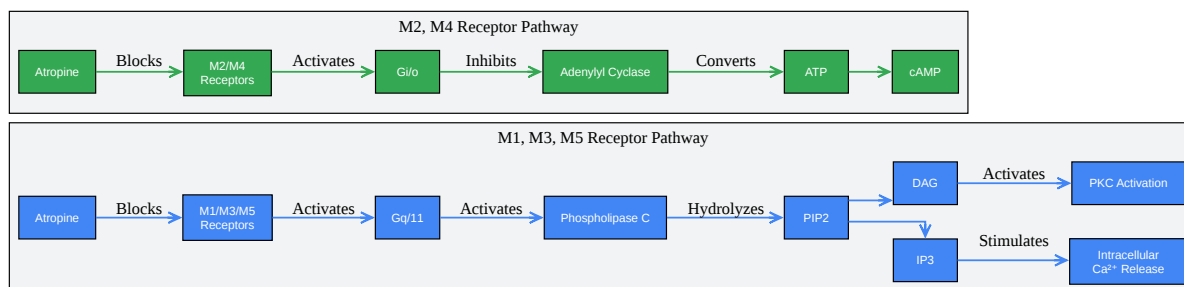 M2, M4 Receptor Pathway
Atropine
Blocks
M2/M4
Receptors
Activates
Gi/o
Inhibits
Adenylyl Cyclase
Converts
ATP
cAMP
M1, M3, M5 Receptor Pathway
Atropine
Blocks
M1/M3/M5
Receptors
Activates
Gq/11
Activates
Phospholipase C
Hydrolyzes
PIP2
DAG
Activates
PKC Activation
IP3
Stimulates
Intracellular
Ca²⁺ Release